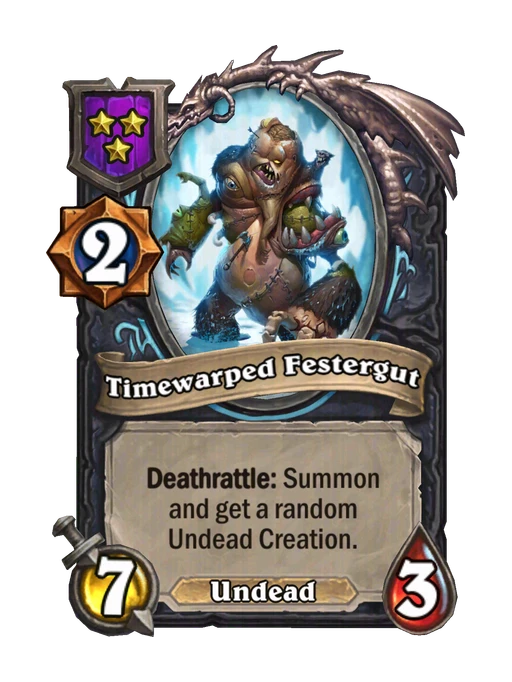 2
Timewarped Festergut
Deathrattle: Summon
and get a random
Undead Creation.
7
Undead
3